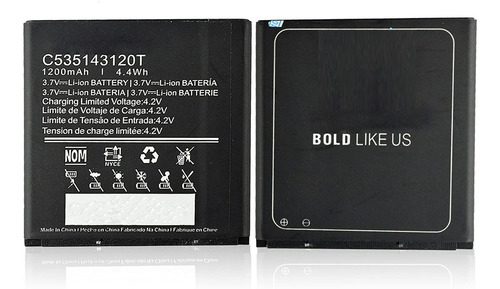 C535143120T
1200mAh | 4.4Wh
3.7V⎓Li-ion BATTERY | 3.7V⎓Li-ion BATERÍA
3.7V⎓Li-ion BATERIA | 3.7V⎓Li-ion BATTERIE
Charging Limited Voltage:4.2V
Limite de Voltaje de Carga:4.2V
Limite de Tensão de Entrada:4.2V
Tension de charge limitée:4.2V
NOM
NYCE
Made In China / Hecho en China Fabricado Na China / Fabriqué en Chine
BOLD LIKE US